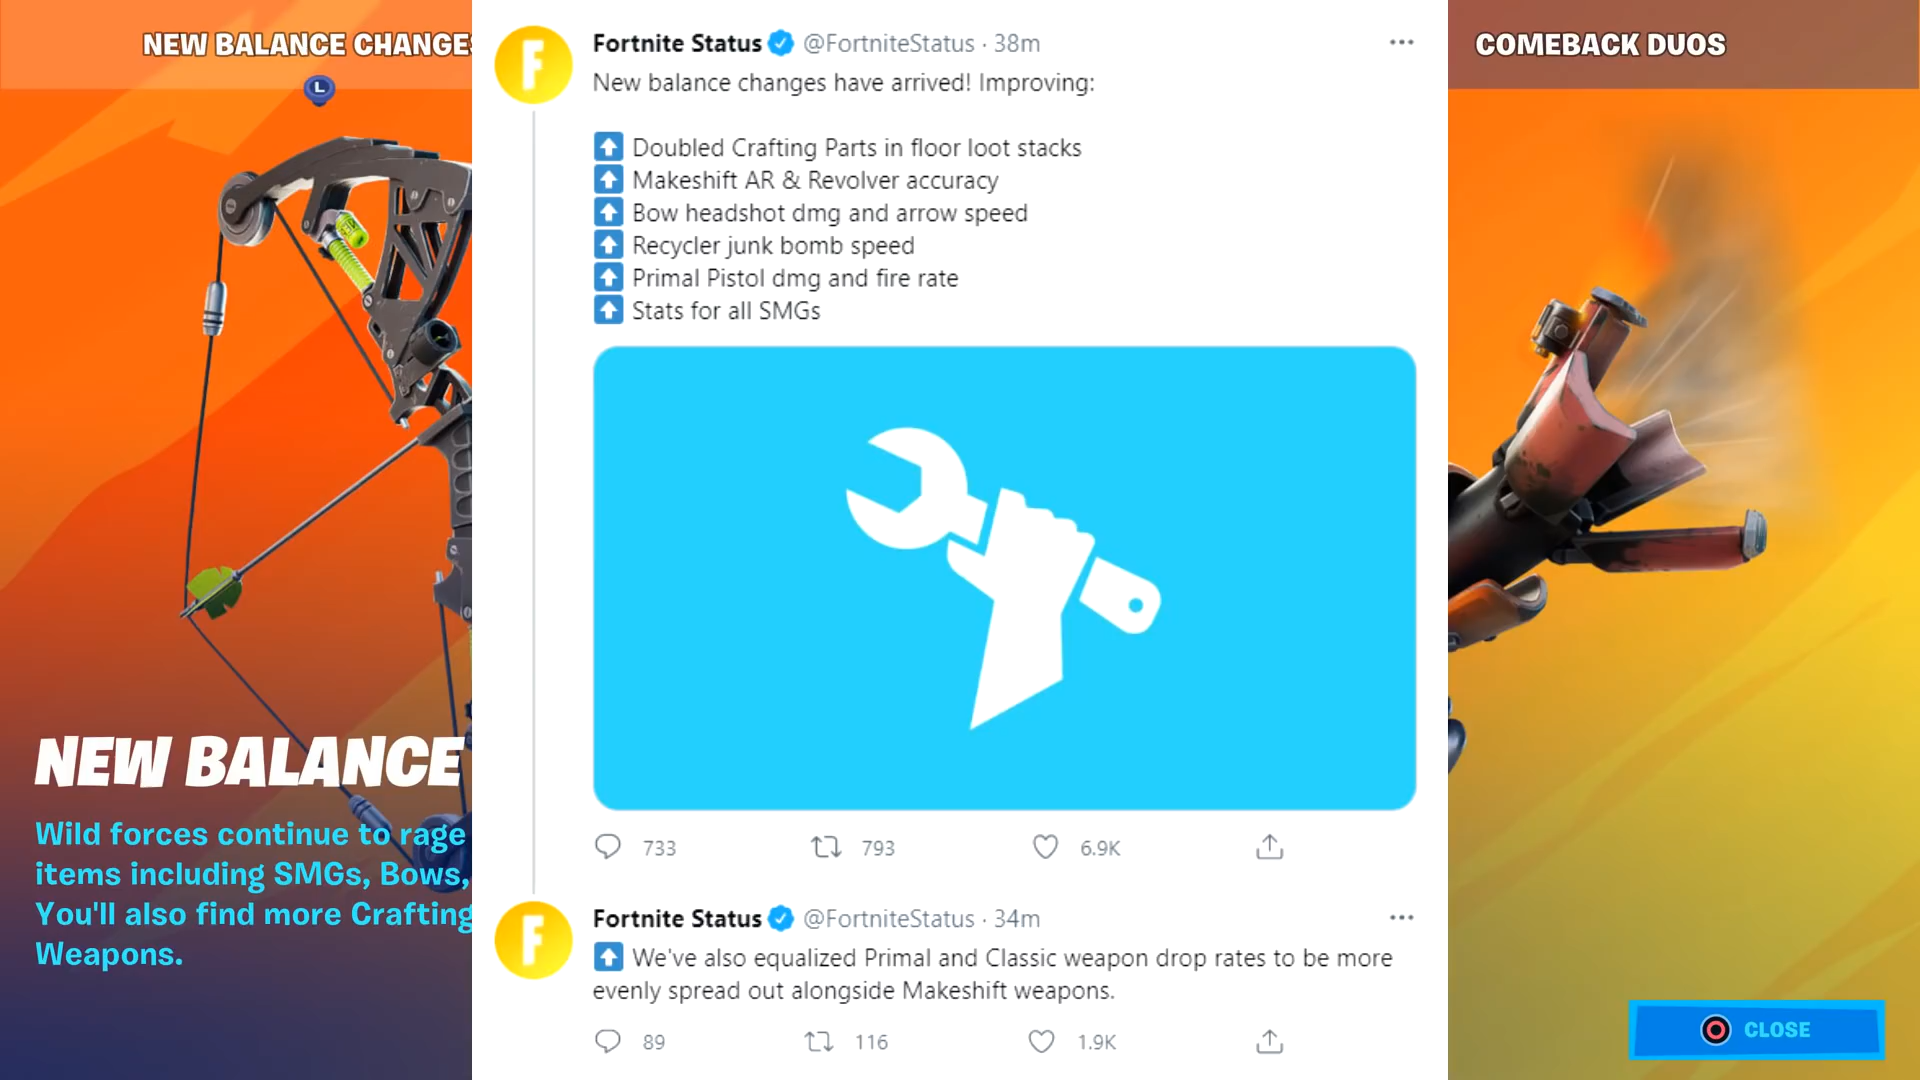 NEW BALANCE CHANGES
L
NEW BALANCE
Wild forces continue to rage
items including SMGs, Bows,
You'll also find more Crafting
Weapons.
Fortnite Status @FortniteStatus · 38m
New balance changes have arrived! Improving:
Doubled Crafting Parts in floor loot stacks
Makeshift AR & Revolver accuracy
Bow headshot dmg and arrow speed
Recycler junk bomb speed
Primal Pistol dmg and fire rate
Stats for all SMGs
733 793 6.9K
Fortnite Status @FortniteStatus · 34m
We've also equalized Primal and Classic weapon drop rates to be more
evenly spread out alongside Makeshift weapons.
89 116 1.9K
COMEBACK DUOS
CLOSE